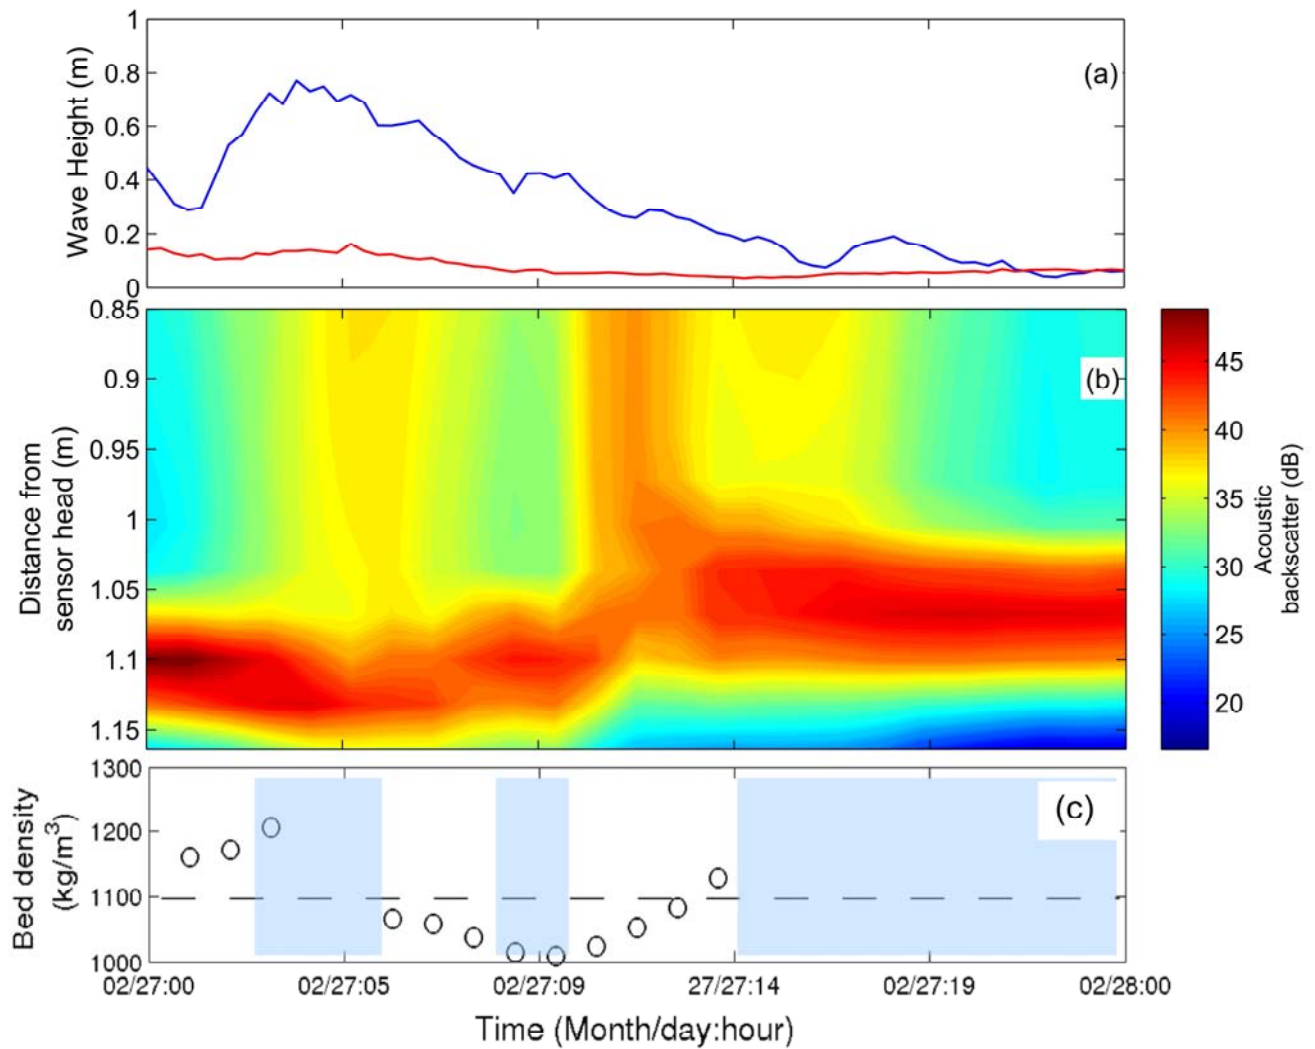 1
0.8
0.6
0.4
0.2
0
Wave Height (m)
(a)
0.85
0.9
0.95
1
1.05
1.1
1.15
Distance from
sensor head (m)
(b)
45
40
35
30
25
20
Acoustic
backscatter (dB)
1300
1200
1100
1000
Bed density
(kg/m³)
(c)
02/27:00 02/27:05 02/27:09 27/27:14 02/27:19 02/28:00
Time (Month/day:hour)